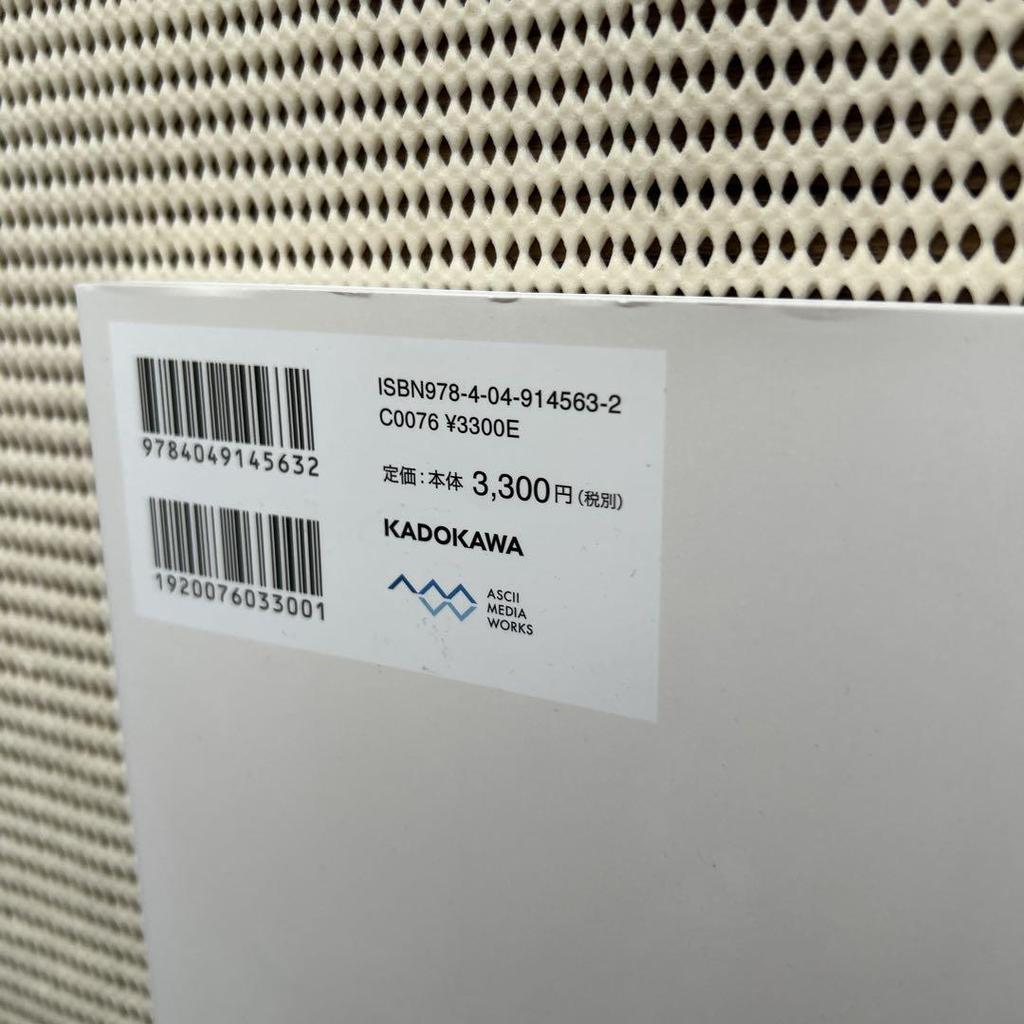 9784049145632
1920076033001
ISBN978-4-04-914563-2
C0076 ¥3300E
定価:本体 3,300円(税別)
KADOKAWA
ASCII
MEDIA
WORKS